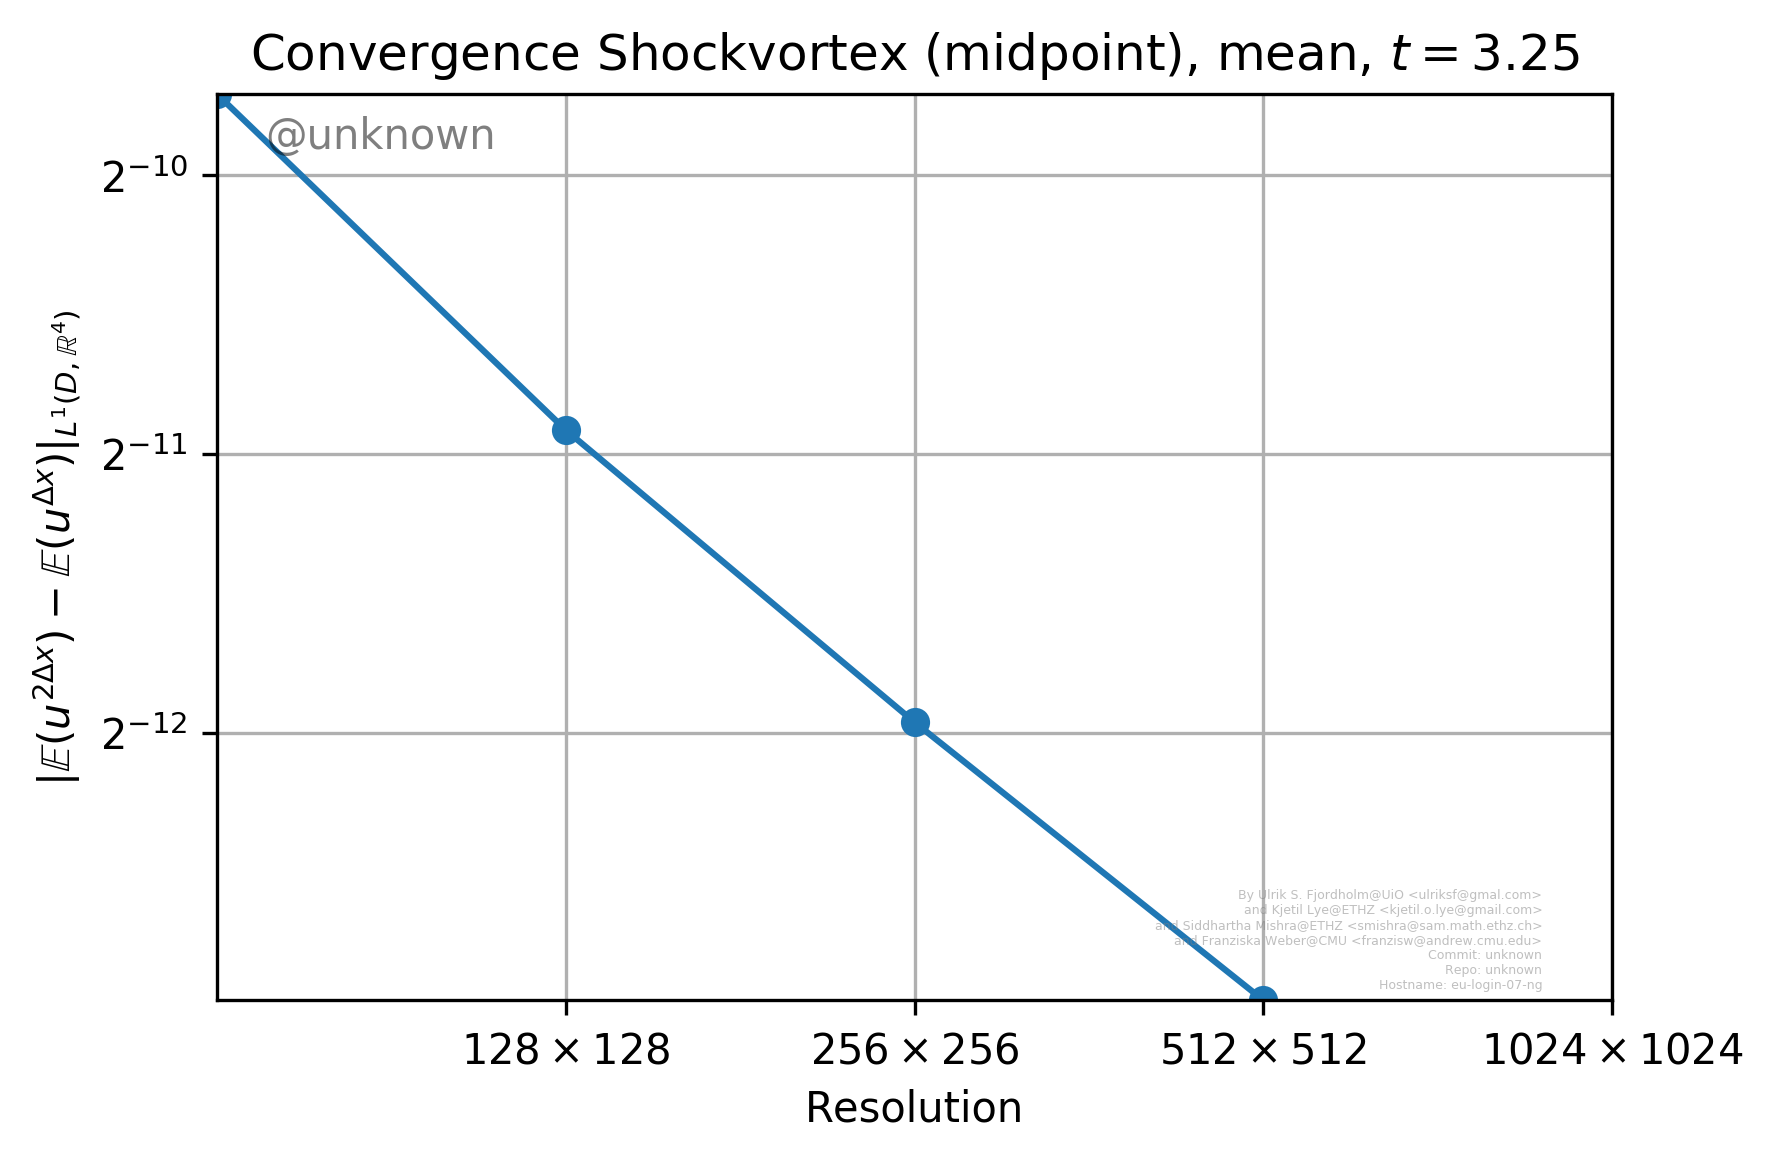 Convergence Shockvortex (midpoint), mean, t = 3.25
@unknown
2⁻¹⁰
2⁻¹¹
2⁻¹²
|𝔼(u^{2Δx}) − 𝔼(u^{Δx})|_{L¹(D, ℝ⁴)}
By Ulrik S. Fjordholm@UiO <ulriksf@gmal.com>
and Kjetil Lye@ETHZ <kjetil.o.lye@gmail.com>
and Siddhartha Mishra@ETHZ <smishra@sam.math.ethz.ch>
and Franziska Weber@CMU <franzisw@andrew.cmu.edu>
Commit: unknown
Repo: unknown
Hostname: eu-login-07-ng
128 × 128 256 × 256 512 × 512 1024 × 1024
Resolution